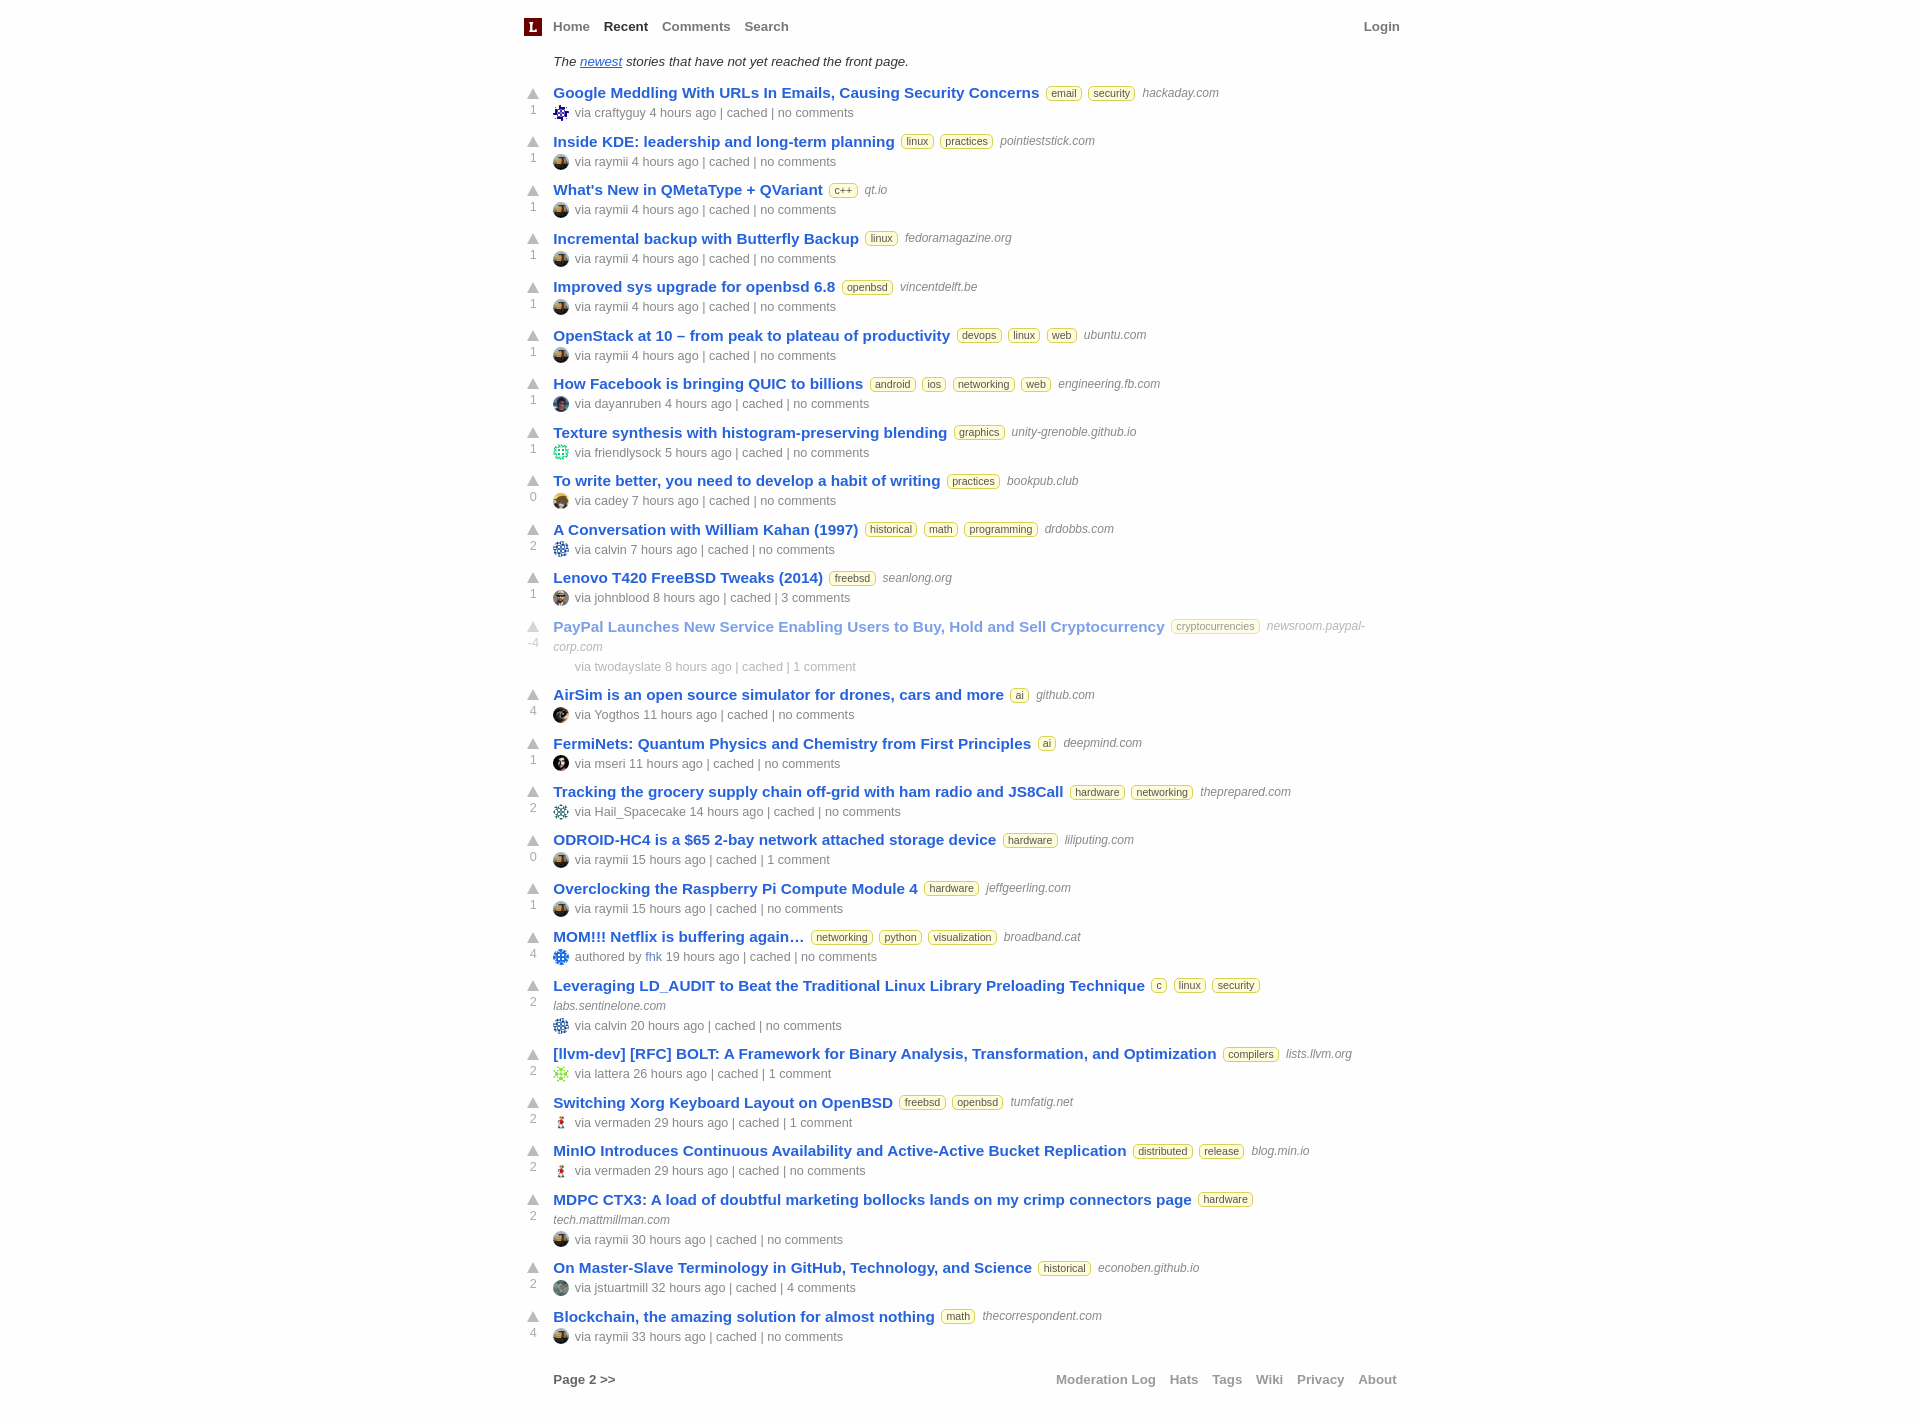 L Home Recent Comments Search Login
The newest stories that have not yet reached the front page.
Google Meddling With URLs In Emails, Causing Security Concerns email security hackaday.com
1 via craftyguy 4 hours ago | cached | no comments
Inside KDE: leadership and long-term planning linux practices pointieststick.com
1 via raymii 4 hours ago | cached | no comments
What's New in QMetaType + QVariant c++ qt.io
1 via raymii 4 hours ago | cached | no comments
Incremental backup with Butterfly Backup linux fedoramagazine.org
1 via raymii 4 hours ago | cached | no comments
Improved sys upgrade for openbsd 6.8 openbsd vincentdelft.be
1 via raymii 4 hours ago | cached | no comments
OpenStack at 10 – from peak to plateau of productivity devops linux web ubuntu.com
1 via raymii 4 hours ago | cached | no comments
How Facebook is bringing QUIC to billions android ios networking web engineering.fb.com
1 via dayanruben 4 hours ago | cached | no comments
Texture synthesis with histogram-preserving blending graphics unity-grenoble.github.io
1 via friendlysock 5 hours ago | cached | no comments
To write better, you need to develop a habit of writing practices bookpub.club
0 via cadey 7 hours ago | cached | no comments
A Conversation with William Kahan (1997) historical math programming drdobbs.com
2 via calvin 7 hours ago | cached | no comments
Lenovo T420 FreeBSD Tweaks (2014) freebsd seanlong.org
1 via johnblood 8 hours ago | cached | 3 comments
PayPal Launches New Service Enabling Users to Buy, Hold and Sell Cryptocurrency cryptocurrencies newsroom.paypal-
-4 corp.com
via twodayslate 8 hours ago | cached | 1 comment
AirSim is an open source simulator for drones, cars and more ai github.com
4 via Yogthos 11 hours ago | cached | no comments
FermiNets: Quantum Physics and Chemistry from First Principles ai deepmind.com
1 via mseri 11 hours ago | cached | no comments
Tracking the grocery supply chain off-grid with ham radio and JS8Call hardware networking theprepared.com
2 via Hail_Spacecake 14 hours ago | cached | no comments
ODROID-HC4 is a $65 2-bay network attached storage device hardware liliputing.com
0 via raymii 15 hours ago | cached | 1 comment
Overclocking the Raspberry Pi Compute Module 4 hardware jeffgeerling.com
1 via raymii 15 hours ago | cached | no comments
MOM!!! Netflix is buffering again… networking python visualization broadband.cat
4 authored by fhk 19 hours ago | cached | no comments
Leveraging LD_AUDIT to Beat the Traditional Linux Library Preloading Technique c linux security
2 labs.sentinelone.com
via calvin 20 hours ago | cached | no comments
[llvm-dev] [RFC] BOLT: A Framework for Binary Analysis, Transformation, and Optimization compilers lists.llvm.org
2 via lattera 26 hours ago | cached | 1 comment
Switching Xorg Keyboard Layout on OpenBSD freebsd openbsd tumfatig.net
2 via vermaden 29 hours ago | cached | 1 comment
MinIO Introduces Continuous Availability and Active-Active Bucket Replication distributed release blog.min.io
2 via vermaden 29 hours ago | cached | no comments
MDPC CTX3: A load of doubtful marketing bollocks lands on my crimp connectors page hardware
2 tech.mattmillman.com
via raymii 30 hours ago | cached | no comments
On Master-Slave Terminology in GitHub, Technology, and Science historical econoben.github.io
2 via jstuartmill 32 hours ago | cached | 4 comments
Blockchain, the amazing solution for almost nothing math thecorrespondent.com
4 via raymii 33 hours ago | cached | no comments
Page 2 >> Moderation Log Hats Tags Wiki Privacy About